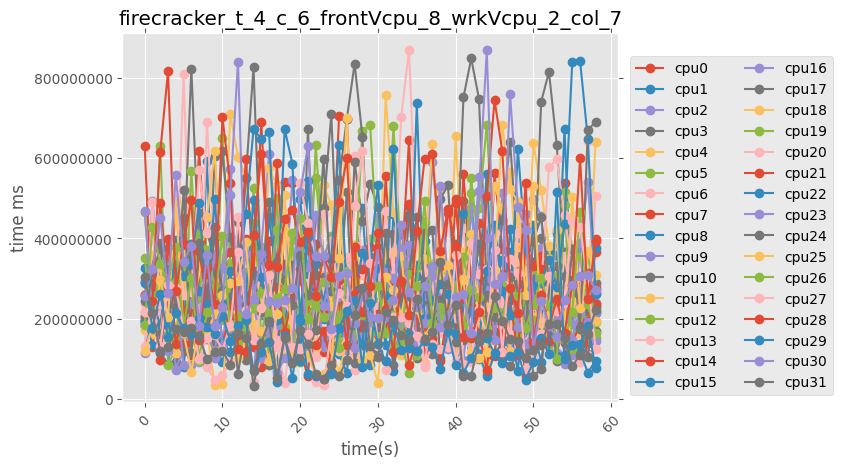 firecracker_t_4_c_6_frontVcpu_8_wrkVcpu_2_col_7
time ms
800000000
600000000
400000000
200000000
0
0
10
20
30
40
50
60
time(s)
cpu0
cpu1
cpu2
cpu3
cpu4
cpu5
cpu6
cpu7
cpu8
cpu9
cpu10
cpu11
cpu12
cpu13
cpu14
cpu15
cpu16
cpu17
cpu18
cpu19
cpu20
cpu21
cpu22
cpu23
cpu24
cpu25
cpu26
cpu27
cpu28
cpu29
cpu30
cpu31